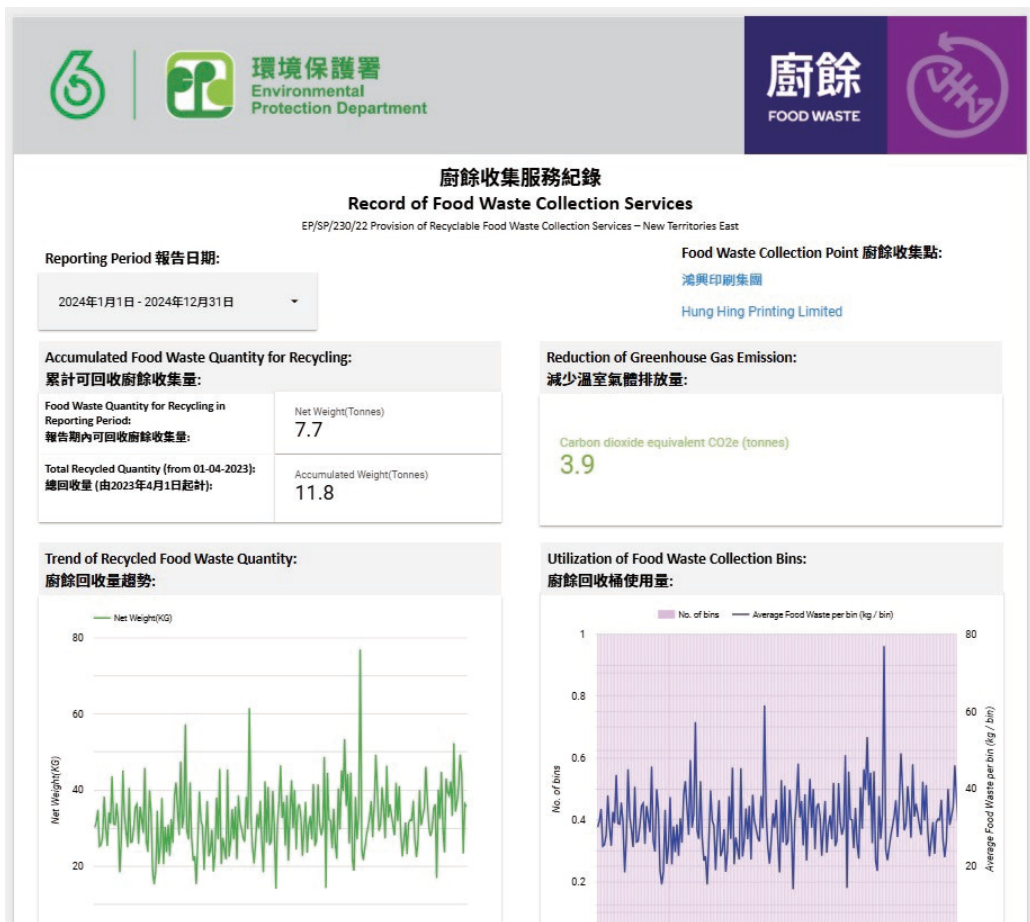 環境保護署
Environmental
Protection Department
廚餘
FOOD WASTE
廚餘收集服務紀錄
Record of Food Waste Collection Services
EP/SP/230/22 Provision of Recyclable Food Waste Collection Services – New Territories East
Reporting Period 報告日期:
2024年1月1日 - 2024年12月31日
Food Waste Collection Point 廚餘收集點:
鴻興印刷集團
Hung Hing Printing Limited
Accumulated Food Waste Quantity for Recycling:
累計可回收廚餘收集量:
Food Waste Quantity for Recycling in
Reporting Period:
報告期內可回收廚餘收集量:
Net Weight(Tonnes)
7.7
Total Recycled Quantity (from 01-04-2023):
總回收量 (由2023年4月1日起計):
Accumulated Weight(Tonnes)
11.8
Reduction of Greenhouse Gas Emission:
減少溫室氣體排放量:
Carbon dioxide equivalent CO2e (tonnes)
3.9
Trend of Recycled Food Waste Quantity:
廚餘回收量趨勢:
Net Weight(KG)
80
60
40
20
Net Weight(KG)
Utilization of Food Waste Collection Bins:
廚餘回收桶使用量:
No. of bins
Average Food Waste per bin (kg / bin)
1
0.8
0.6
0.4
0.2
No. of bins
80
60
40
20
Average Food Waste per bin (kg / bin)